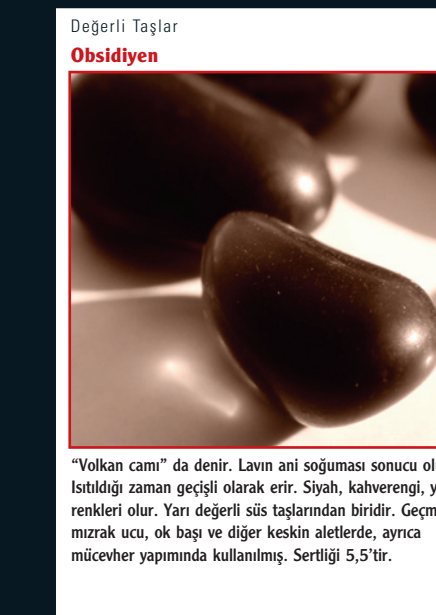 Değerli Taşlar
Obsidiyen
“Volkan camı” da denir. Lavın ani soğuması sonucu
Isıtıldığı zaman geçişli olarak erir. Siyah, kahverengi,
renkleri olur. Yarı değerli süs taşlarından biridir.
mızrak ucu, ok başı ve diğer keskin aletlerde, ayrıca
mücevher yapımında kullanılmış. Sertliği 5,5’tir.